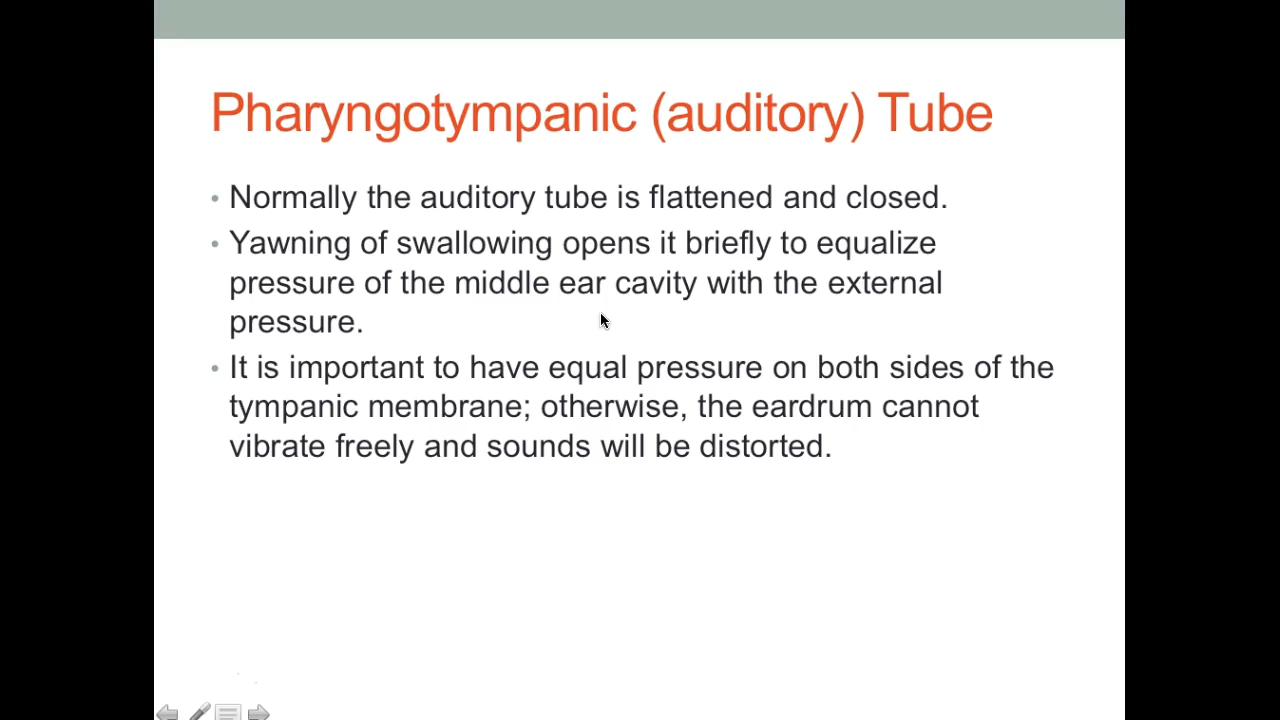 Pharyngotympanic (auditory) Tube
• Normally the auditory tube is flattened and closed.
• Yawning of swallowing opens it briefly to equalize
pressure of the middle ear cavity with the external
pressure.
• It is important to have equal pressure on both sides of the
tympanic membrane; otherwise, the eardrum cannot
vibrate freely and sounds will be distorted.